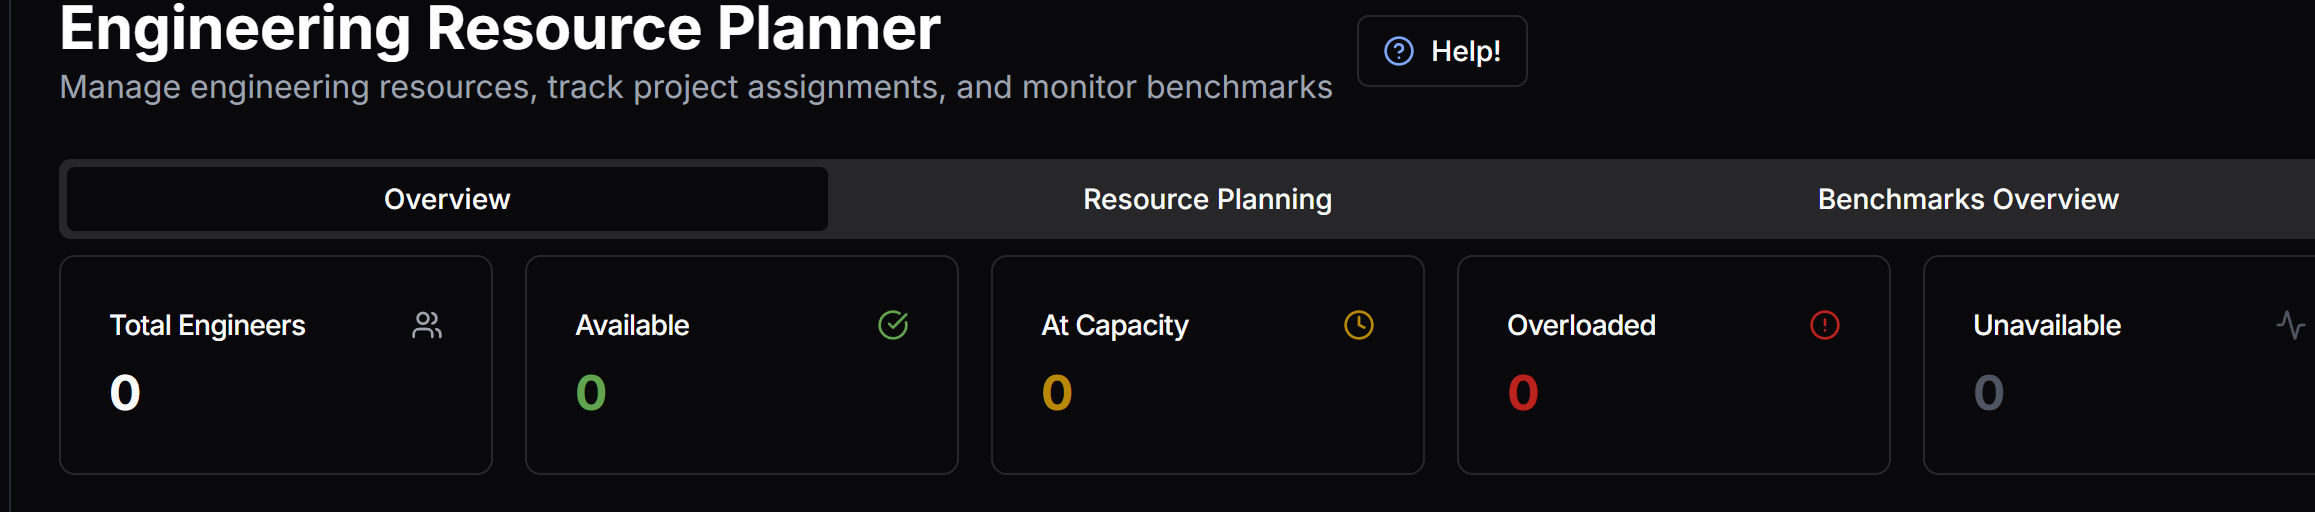 Engineering Resource Planner
Manage engineering resources, track project assignments, and monitor benchmarks
Help!
Overview
Resource Planning
Benchmarks Overview
Total Engineers
0
Available
0
At Capacity
0
Overloaded
0
Unavailable
0